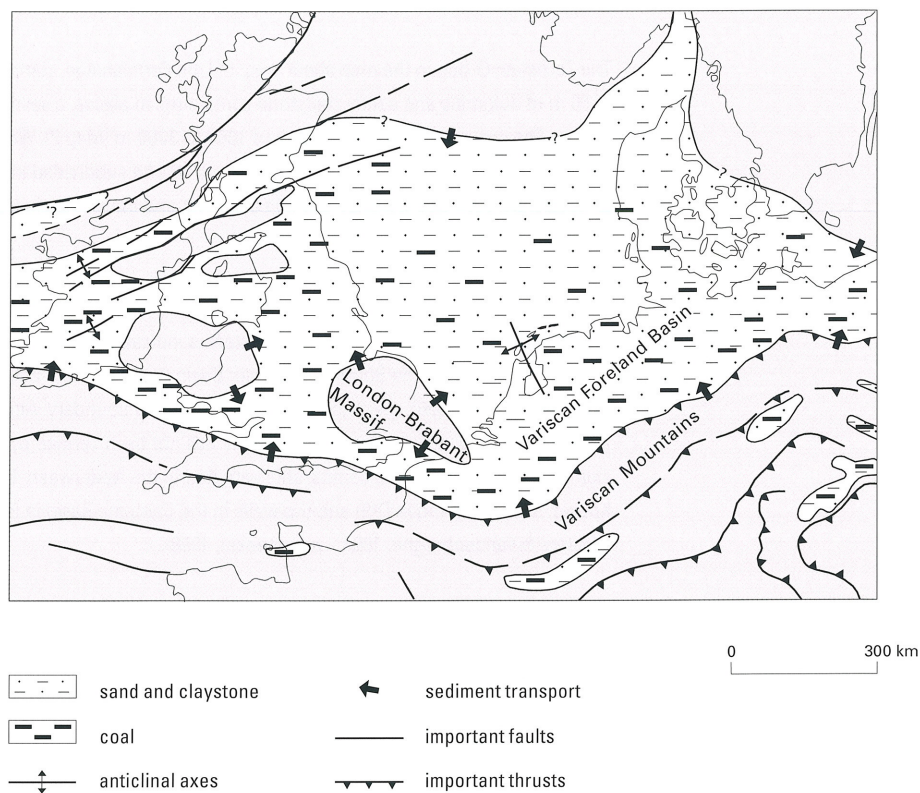 ?
?
?
?
?
London-Brabant
Massif
Variscan Foreland Basin
Variscan Mountains
0 300 km
sand and claystone
sediment transport
coal
important faults
anticlinal axes
important thrusts